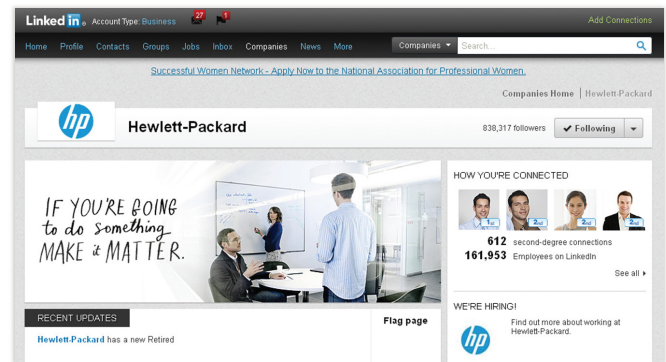 Linked in® Account Type: Business 27 1 Add Connections
Home Profile Contacts Groups Jobs Inbox Companies News More Companies Search...
Successful Women Network - Apply Now to the National Association for Professional Women.
Companies Home | Hewlett-Packard
hp Hewlett-Packard 838,317 followers ✔ Following
IF YOU'RE GOING
to do something
MAKE it MATTER.
HOW YOU'RE CONNECTED
1st 2nd 2nd 2nd
612 second-degree connections
161,953 Employees on LinkedIn
See all
RECENT UPDATES Flag page
Hewlett-Packard has a new Retired
WE'RE HIRING!
hp Find out more about working at
Hewlett-Packard.